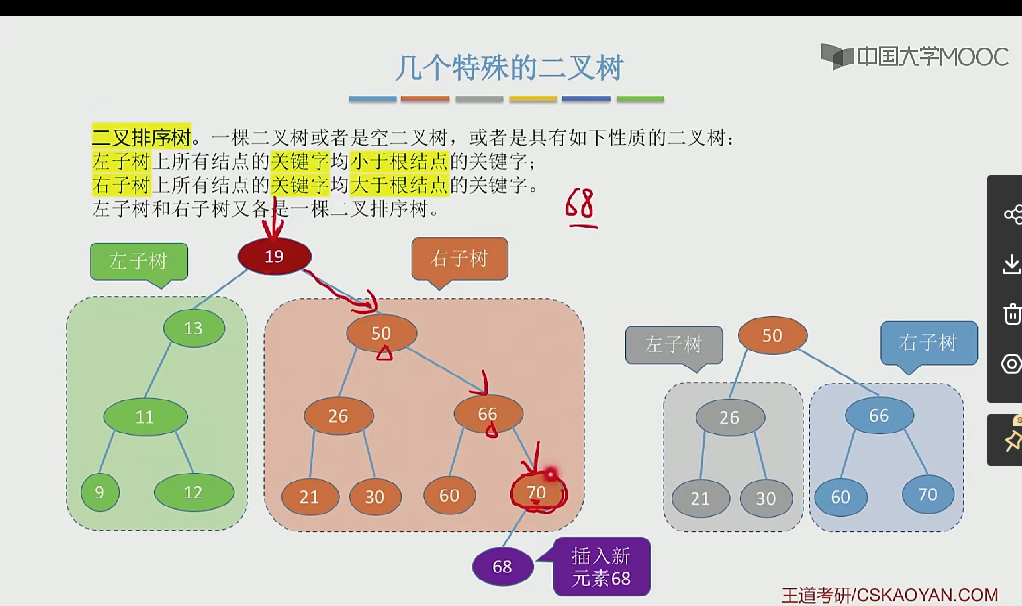 中国大学MOOC
几个特殊的二叉树
二叉排序树。一棵二叉树或者是空二叉树，或者是具有如下性质的二叉树：
左子树上所有结点的关键字均小于根结点的关键字；
右子树上所有结点的关键字均大于根结点的关键字。
左子树和右子树又各是一棵二叉排序树。
68
左子树
19
右子树
13
50
左子树
50
右子树
11
26
66
26
66
9
12
21
30
60
70
21
30
60
70
68
插入新
元素68
王道考研/CSKAOYAN.COM